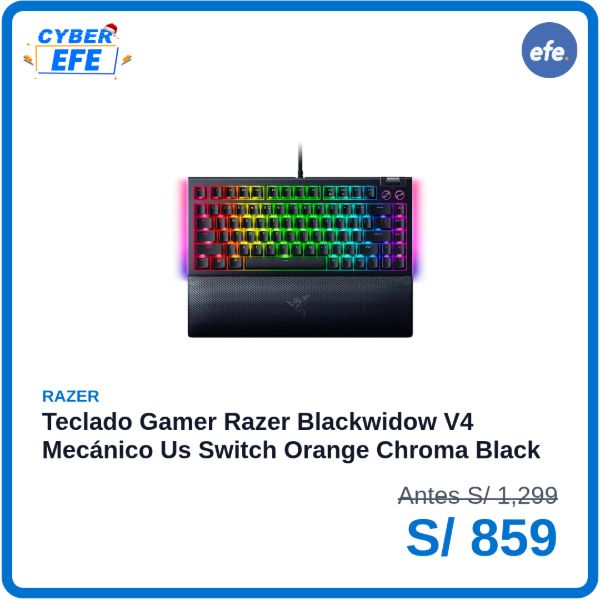 CYBER
EFE
efe.
RAZER
Teclado Gamer Razer Blackwidow V4
Mecánico Us Switch Orange Chroma Black
Antes S/ 1,299
S/ 859